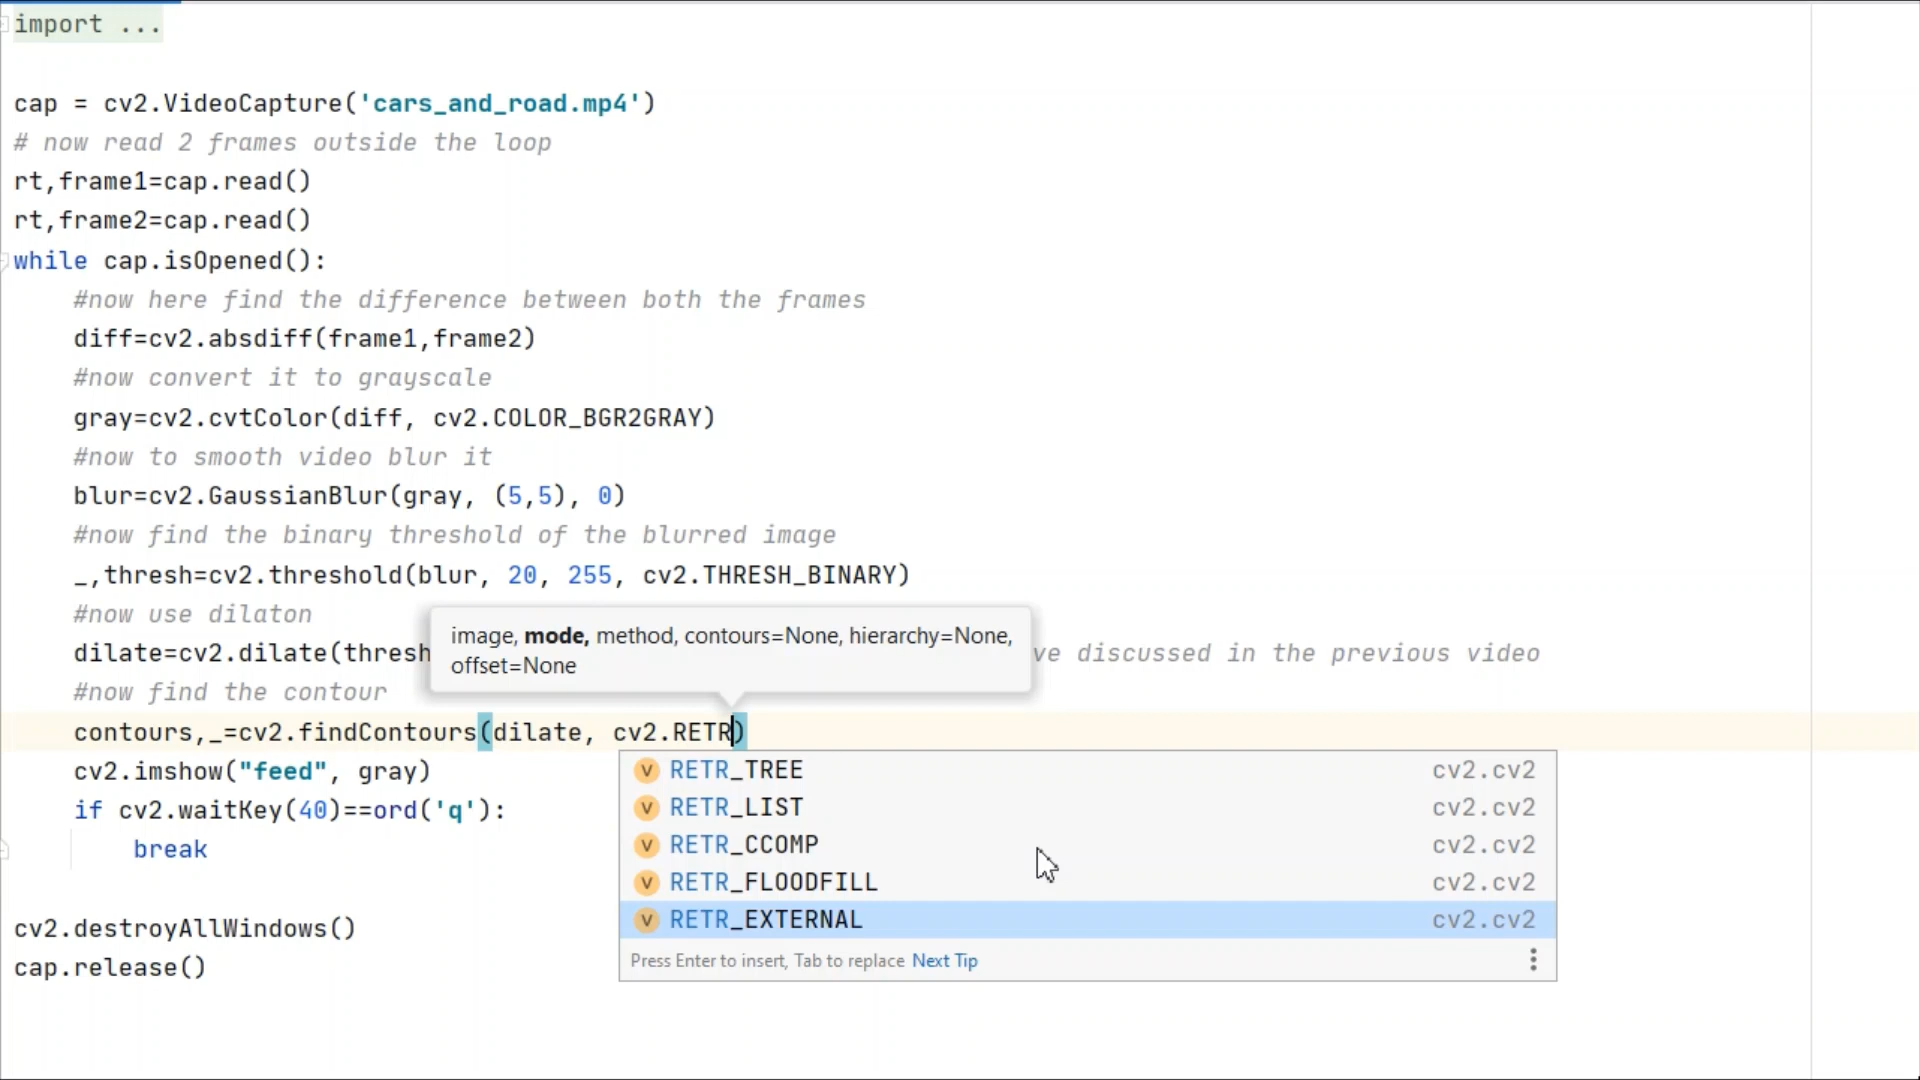 import ...
cap = cv2.VideoCapture('cars_and_road.mp4')
# now read 2 frames outside the loop
rt,frame1=cap.read()
rt,frame2=cap.read()
while cap.isOpened():
#now here find the difference between both the frames
diff=cv2.absdiff(frame1,frame2)
#now convert it to grayscale
gray=cv2.cvtColor(diff, cv2.COLOR_BGR2GRAY)
#now to smooth video blur it
blur=cv2.GaussianBlur(gray, (5,5), 0)
#now find the binary threshold of the blurred image
_,thresh=cv2.threshold(blur, 20, 255, cv2.THRESH_BINARY)
#now use dilaton
image, mode, method, contours=None, hierarchy=None,
offset=None
dilate=cv2.dilate(thresh ve discussed in the previous video
#now find the contour
contours,_=cv2.findContours(dilate, cv2.RETR)
cv2.imshow("feed", gray)
if cv2.waitKey(40)==ord('q'):
break
cv2.destroyAllWindows()
cap.release()
v RETR_TREE cv2.cv2
v RETR_LIST cv2.cv2
v RETR_CCOMP cv2.cv2
v RETR_FLOODFILL cv2.cv2
v RETR_EXTERNAL cv2.cv2
Press Enter to insert, Tab to replace Next Tip